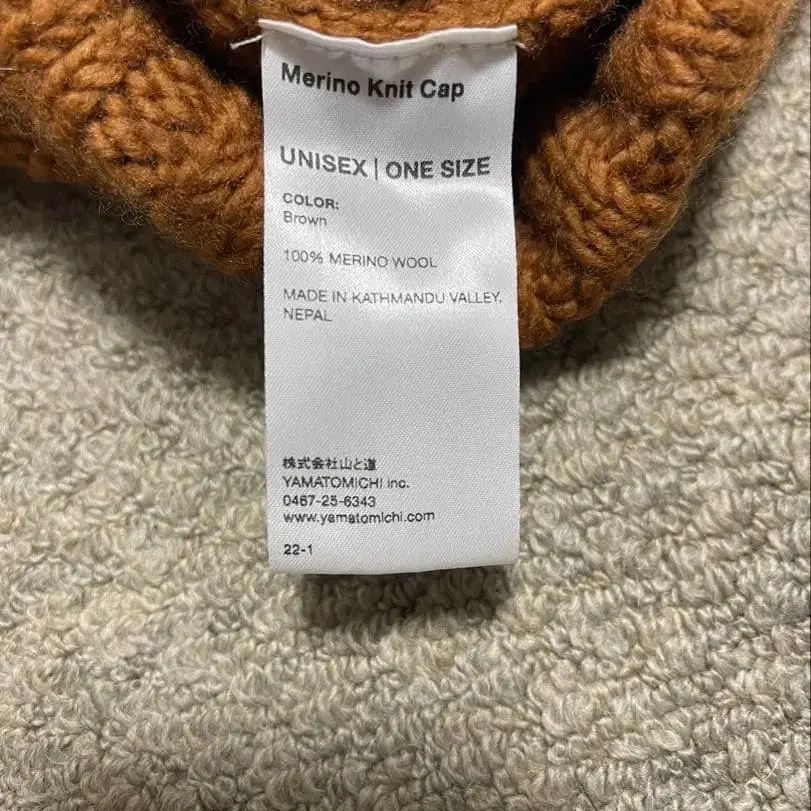 Merino Knit Cap
UNISEX | ONE SIZE
COLOR:
Brown
100% MERINO WOOL
MADE IN KATHMANDU VALLEY,
NEPAL
株式会社山と道
YAMATOMICHI inc.
0467-25-6343
www.yamatomichi.com
22-1